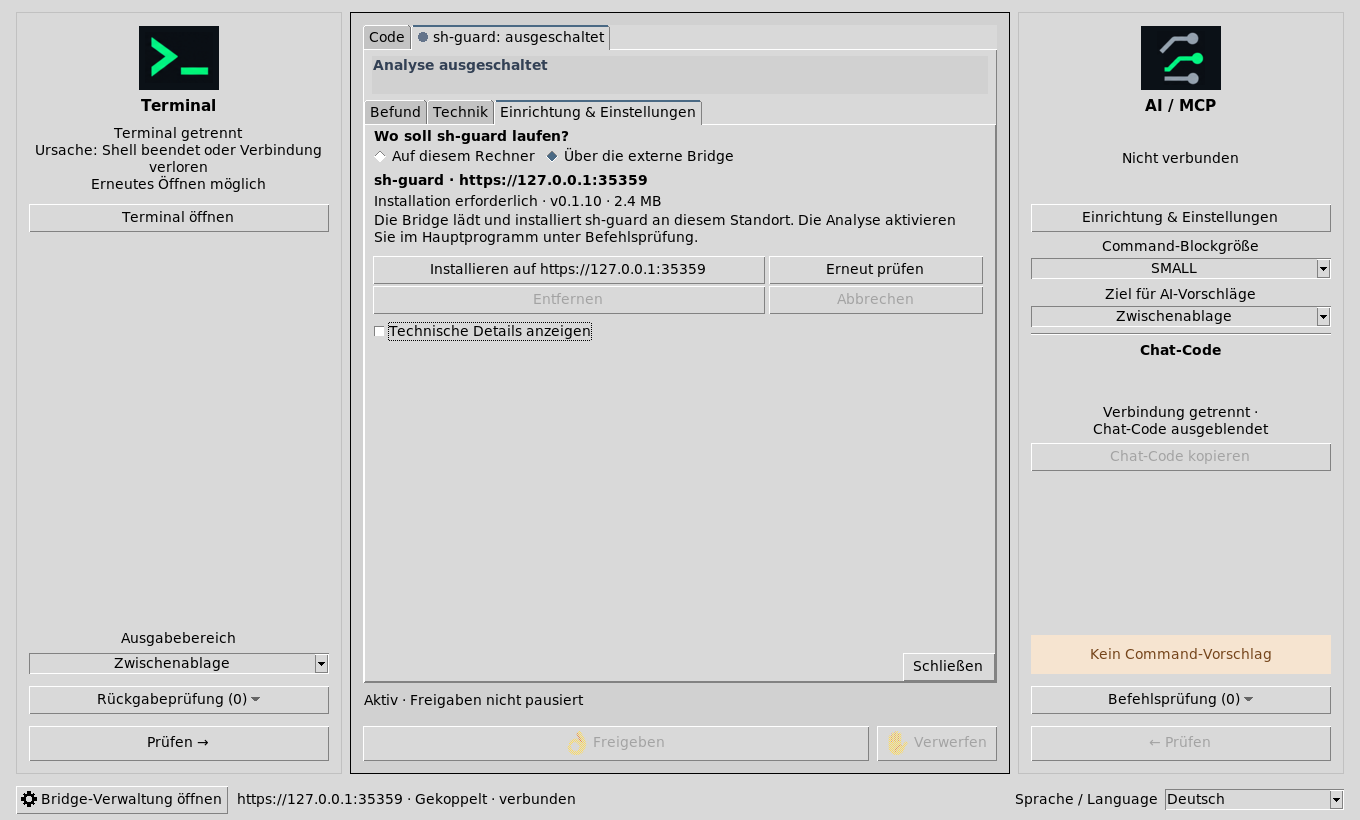 Terminal
Terminal getrennt
Ursache: Shell beendet oder Verbindung
verloren
Erneutes Öffnen möglich
Terminal öffnen
Ausgabebereich
Zwischenablage
Rückgabeprüfung (0)
Prüfen →
Code
sh-guard: ausgeschaltet
Analyse ausgeschaltet
Befund
Technik
Einrichtung & Einstellungen
Wo soll sh-guard laufen?
Auf diesem Rechner
Über die externe Bridge
sh-guard · https://127.0.0.1:35359
Installation erforderlich · v0.1.10 · 2.4 MB
Die Bridge lädt und installiert sh-guard an diesem Standort. Die Analyse aktivieren
Sie im Hauptprogramm unter Befehlsprüfung.
Installieren auf https://127.0.0.1:35359
Erneut prüfen
Entfernen
Abbrechen
Technische Details anzeigen
Schließen
Aktiv · Freigaben nicht pausiert
Freigeben
Verwerfen
AI / MCP
Nicht verbunden
Einrichtung & Einstellungen
Command-Blockgröße
SMALL
Ziel für AI-Vorschläge
Zwischenablage
Chat-Code
Verbindung getrennt ·
Chat-Code ausgeblendet
Chat-Code kopieren
Kein Command-Vorschlag
Befehlsprüfung (0)
← Prüfen
Bridge-Verwaltung öffnen
https://127.0.0.1:35359 · Gekoppelt · verbunden
Sprache / Language
Deutsch